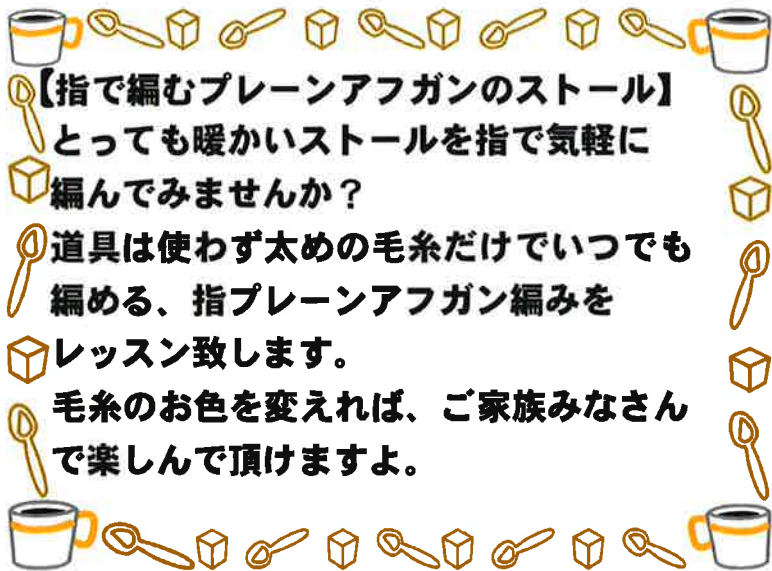 【指で編むプレーンアフガンのストール】
とっても暖かいストールを指で気軽に
編んでみませんか？
道具は使わず太めの毛糸だけでいつでも
編める、指プレーンアフガン編みを
レッスン致します。
毛糸のお色を変えれば、ご家族みなさん
で楽しんで頂けますよ。